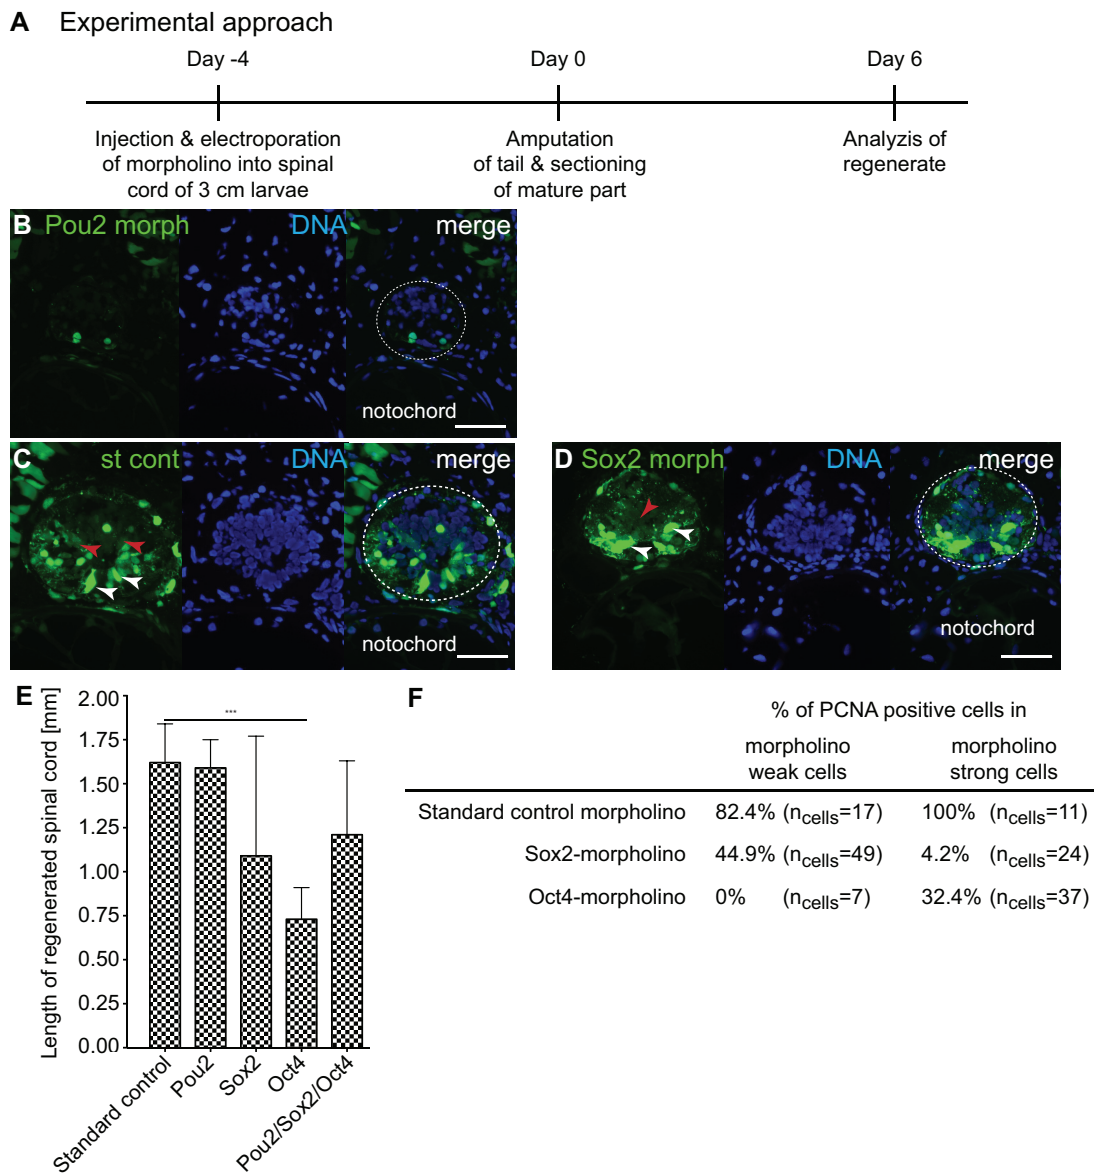 A Experimental approach
Day -4
Day 0
Day 6
Injection & electroporation
of morpholino into spinal
cord of 3 cm larvae
Amputation
of tail & sectioning
of mature part
Analyzis of
regenerate
B Pou2 morph DNA merge
notochord
C st cont DNA merge
notochord
D Sox2 morph DNA merge
notochord
E
Length of regenerated spinal cord [mm]
2.00
1.75
1.50
1.25
1.00
0.75
0.50
0.25
0.00
***
Standard control
Pou2
Sox2
Oct4
Pou2/Sox2/Oct4
F
% of PCNA positive cells in
morpholino
weak cells
morpholino
strong cells
Standard control morpholino 82.4% (ncells=17) 100% (ncells=11)
Sox2-morpholino 44.9% (ncells=49) 4.2% (ncells=24)
Oct4-morpholino 0% (ncells=7) 32.4% (ncells=37)